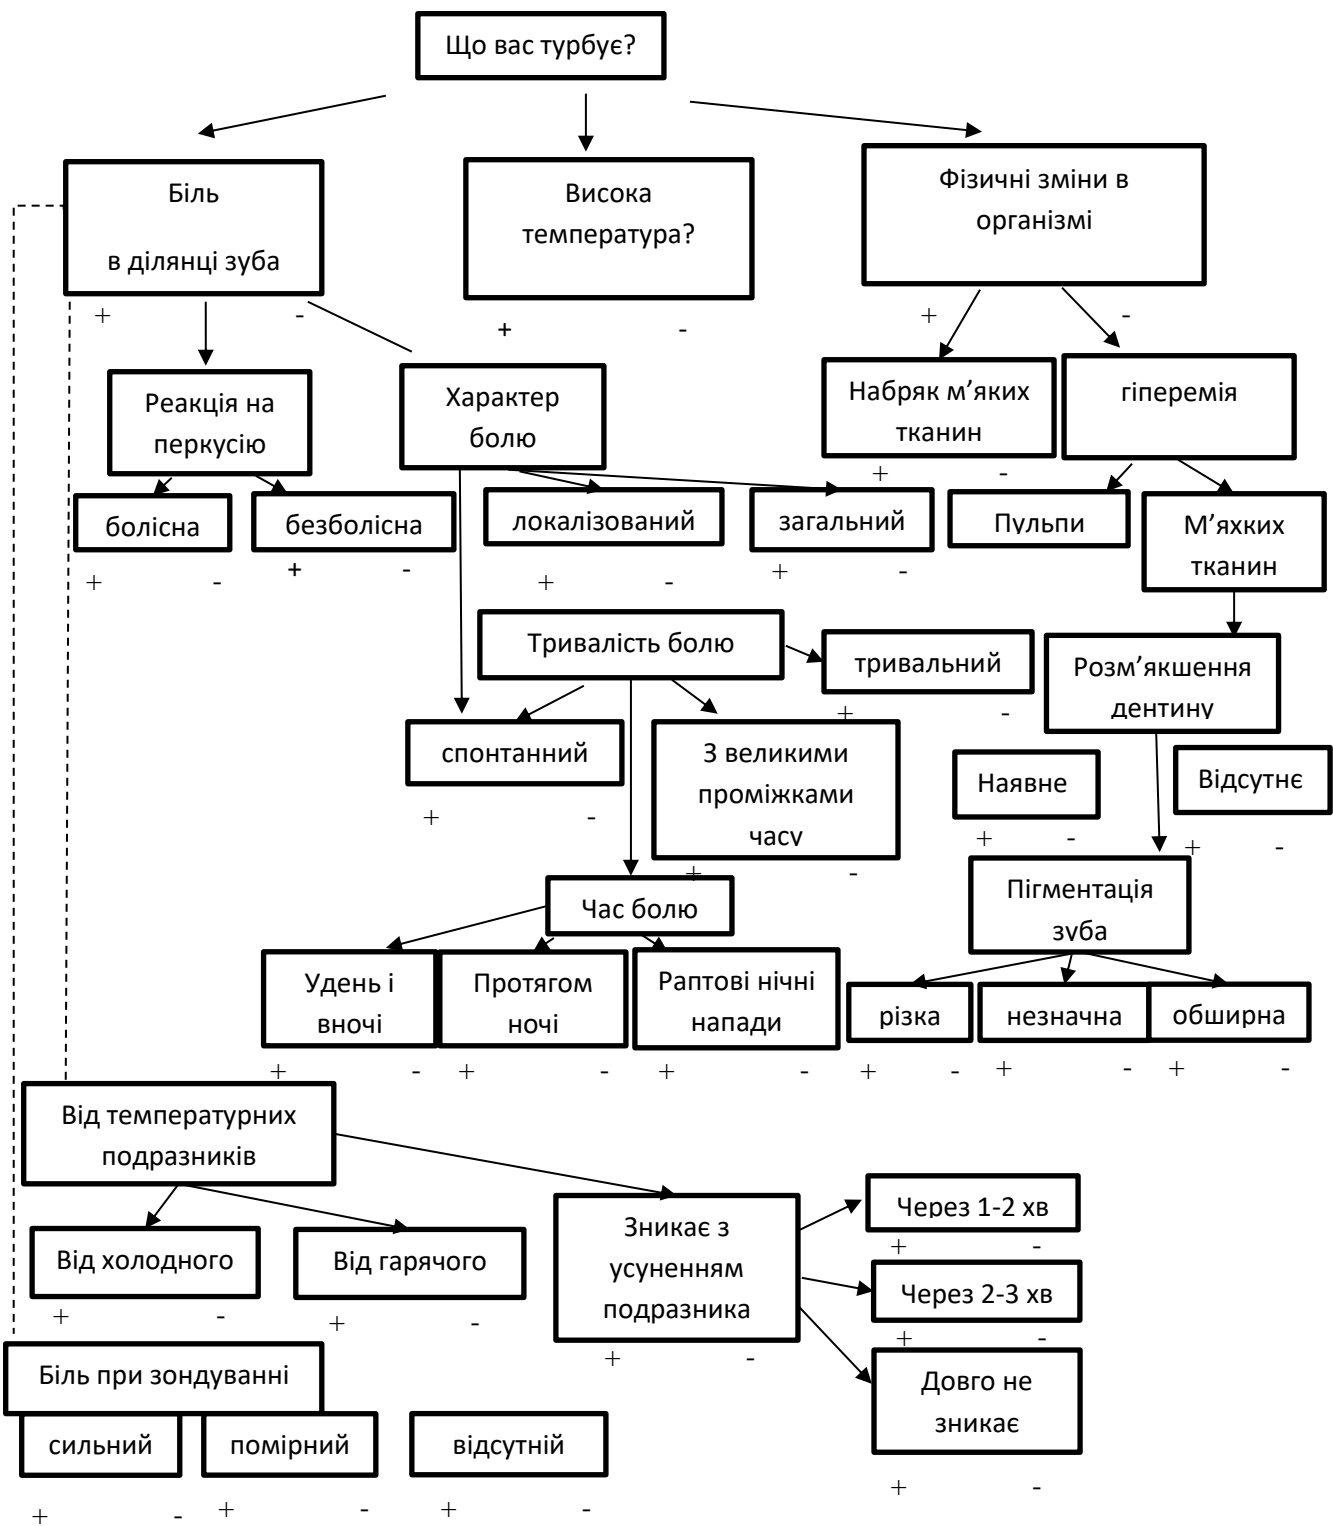 Що вас турбує?
Біль
в ділянці зуба
Висока
температура?
Фізичні зміни в
організмі
+ -
+ -
+ -
Реакція на
перкусію
Характер
болю
Набряк м’яких
тканин
гіперемія
+ -
болісна
безболісна
локалізований
загальний
Пульпи
М’яхких
тканин
+ -
+ -
+ -
+ -
Тривалість болю
тривальний
+ -
Розм’якшення
дентину
спонтанний
+ -
З великими
проміжками
часу
+ -
Наявне
+ -
Відсутнє
+ -
Час болю
Пігментація
зуба
Удень і
вночі
Протягом
ночі
Раптові нічні
напади
різка
незначна
обширна
+ -
+ -
+ -
+ -
+ -
+ -
Від температурних
подразників
Від холодного
Від гарячого
+ -
+ -
Зникає з
усуненням
подразника
+ -
Через 1-2 хв
+ -
Через 2-3 хв
+ -
Довго не
зникає
+ -
Біль при зондуванні
сильний
помірний
відсутній
+ -
+ -
+ -